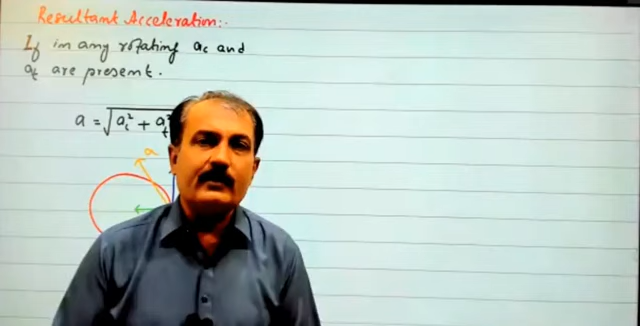 Resultant Acceleration:-
If in any rotating ac and
at are present.
a = √ac² + at²
a